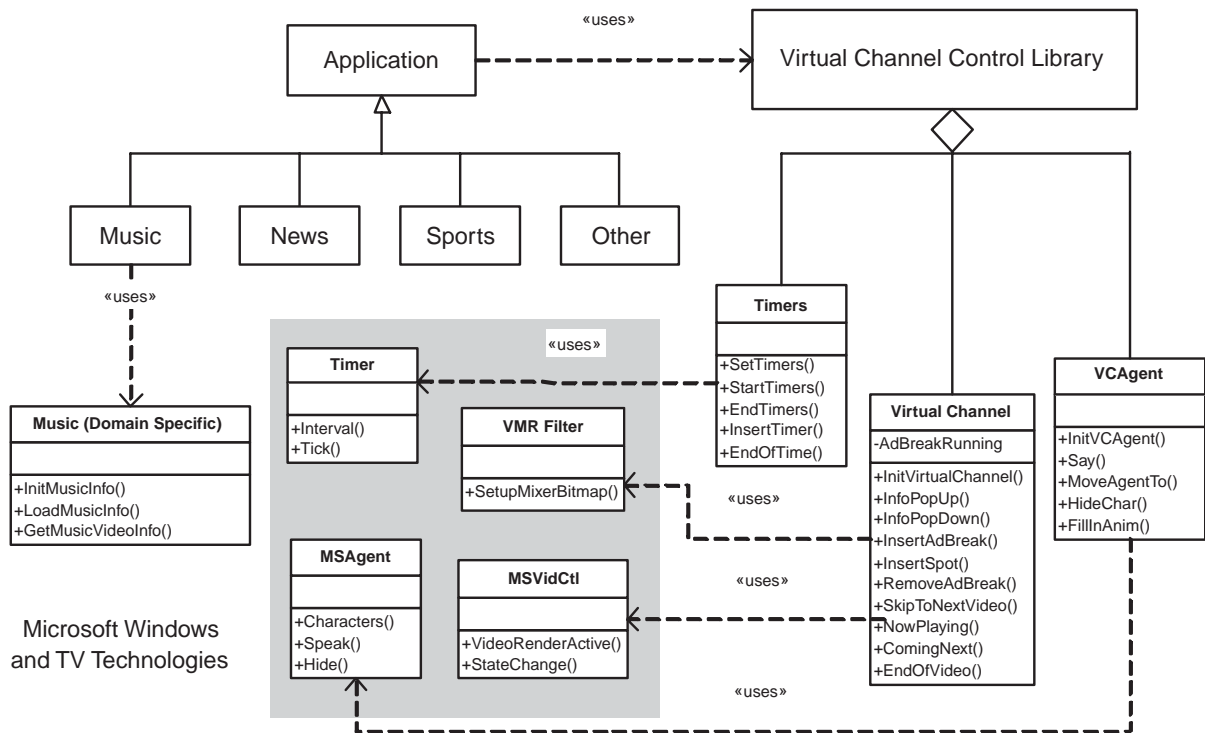 «uses»
Application
Virtual Channel Control Library
Music
News
Sports
Other
«uses»
Timers
+SetTimers()
+StartTimers()
+EndTimers()
+InsertTimer()
+EndOfTime()
«uses»
Timer
+Interval()
+Tick()
VCAgent
+InitVCAgent()
+Say()
+MoveAgentTo()
+HideChar()
+FillInAnim()
Music (Domain Specific)
+InitMusicInfo()
+LoadMusicInfo()
+GetMusicVideoInfo()
VMR Filter
+SetupMixerBitmap()
Virtual Channel
-AdBreakRunning
+InitVirtualChannel()
+InfoPopUp()
+InfoPopDown()
+InsertAdBreak()
+InsertSpot()
+RemoveAdBreak()
+SkipToNextVideo()
+NowPlaying()
+ComingNext()
+EndOfVideo()
«uses»
MSAgent
+Characters()
+Speak()
+Hide()
MSVidCtl
+VideoRenderActive()
+StateChange()
«uses»
Microsoft Windows
and TV Technologies
«uses»